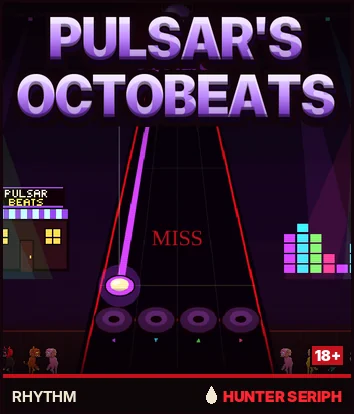 PULSAR'S
OCTOBEATS
PULSAR
BEATS
MISS
18+
RHYTHM
HUNTER SERIPH